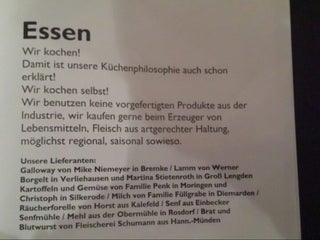 Essen
Wir kochen!
Damit ist unsere Küchenphilosophie auch schon
erklärt!
Wir kochen selbst!
Wir benutzen keine vorgefertigten Produkte aus der
Industrie, wir kaufen gerne beim Erzeuger von
Lebensmitteln, Fleisch aus artgerechter Haltung,
möglichst regional, saisonal sowieso.
Unsere Lieferanten:
Galloway von Mike Niemeyer in Bremke / Lamm von Werner
Borgelt in Verliehausen und Martina Stietenroth in Groß Lengden
Kartoffeln und Gemüse von Familie Penk in Moringen und
Christoph in Silkerode / Milch von Familie Füllgrabe in Diemarden /
Räucherforelle von Horst aus Kalefeld / Senf aus Einbecker
Senfmühle / Mehl aus der Obermühle in Rosdorf / Brat und
Blutwurst von Fleischerei Schumann aus Hann.-Münden